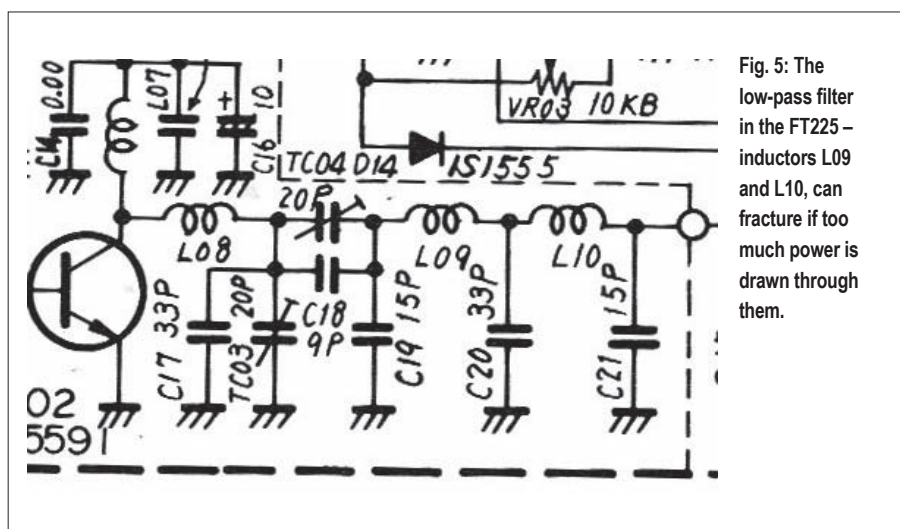 C14
0.00
L07
C16
+
10
VR03 10 KB
TC04 D14 1S1555
20P
L08
L09
L10
C17 33P
TC03 20P
C18
9P
C19 15P
C20 33P
C21 15P
02
5591
Fig. 5: The
low-pass filter
in the FT225 –
inductors L09
and L10, can
fracture if too
much power is
drawn through
them.